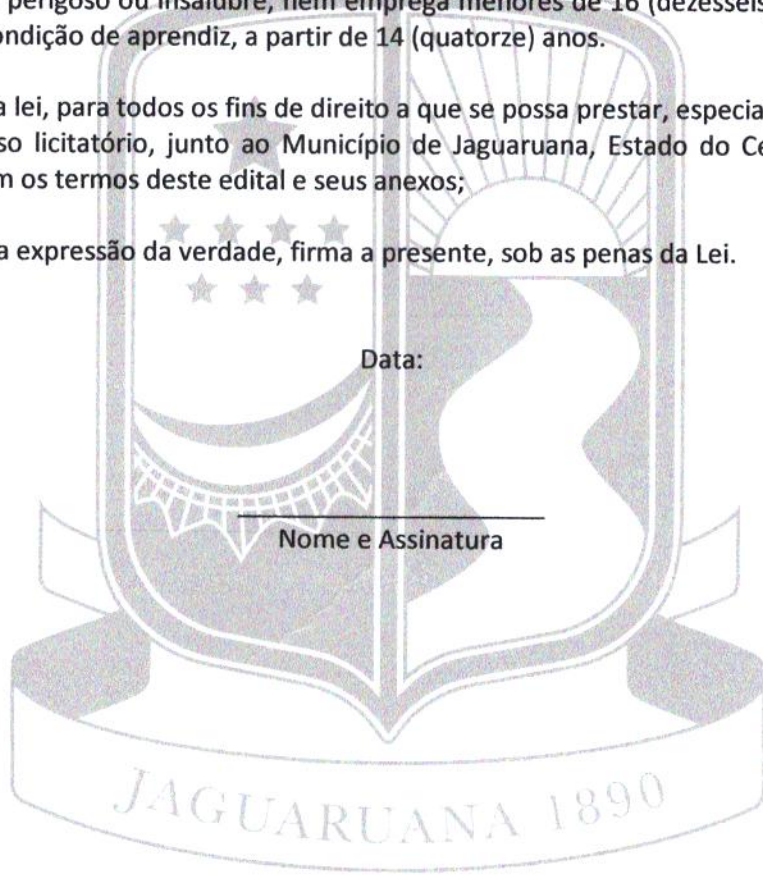 perigoso ou insalubre, nem emprega menores de 16 (dezesseis
ondição de aprendiz, a partir de 14 (quatorze) anos.
a lei, para todos os fins de direito a que se possa prestar, especia
so licitatório, junto ao Município de Jaguaruana, Estado do Ce
m os termos deste edital e seus anexos;
a expressão da verdade, firma a presente, sob as penas da Lei.
Data:
Nome e Assinatura
JAGUARUANA 1890